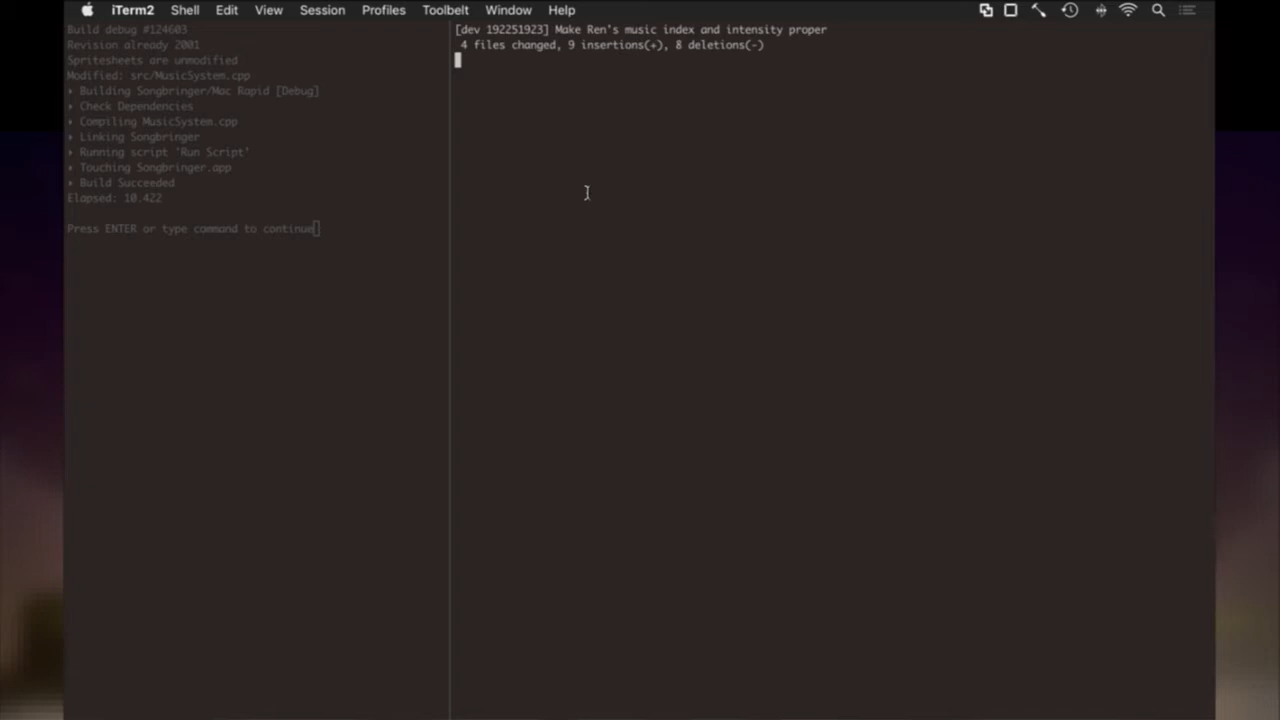 iTerm2 Shell Edit View Session Profiles Toolbelt Window Help
Build debug #124603
Revision already 2001
Spritesheets are unmodified
Modified: src/MusicSystem.cpp
▸ Building Songbringer/Mac Rapid [Debug]
▸ Check Dependencies
▸ Compiling MusicSystem.cpp
▸ Linking Songbringer
▸ Running script 'Run Script'
▸ Touching Songbringer.app
▸ Build Succeeded
Elapsed: 10.422
Press ENTER or type command to continue
[dev 192251923] Make Ren's music index and intensity proper
4 files changed, 9 insertions(+), 8 deletions(-)